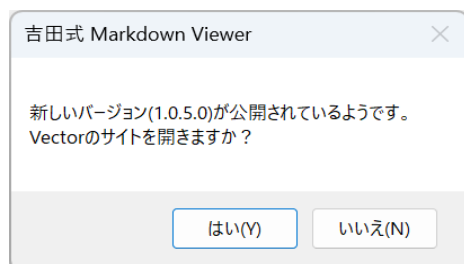 吉田式 Markdown Viewer
新しいバージョン(1.0.5.0)が公開されているようです。
Vectorのサイトを開きますか？
はい(Y)
いいえ(N)